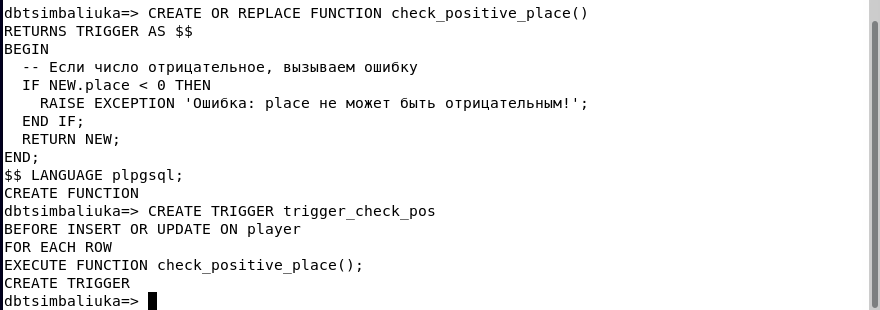 dbtsimbaliuka=> CREATE OR REPLACE FUNCTION check_positive_place()
RETURNS TRIGGER AS $$
BEGIN
  -- Если число отрицательное, вызываем ошибку
  IF NEW.place < 0 THEN
    RAISE EXCEPTION 'Ошибка: place не может быть отрицательным!';
  END IF;
  RETURN NEW;
END;
$$ LANGUAGE plpgsql;
CREATE FUNCTION
dbtsimbaliuka=> CREATE TRIGGER trigger_check_pos
BEFORE INSERT OR UPDATE ON player
FOR EACH ROW
EXECUTE FUNCTION check_positive_place();
CREATE TRIGGER
dbtsimbaliuka=>